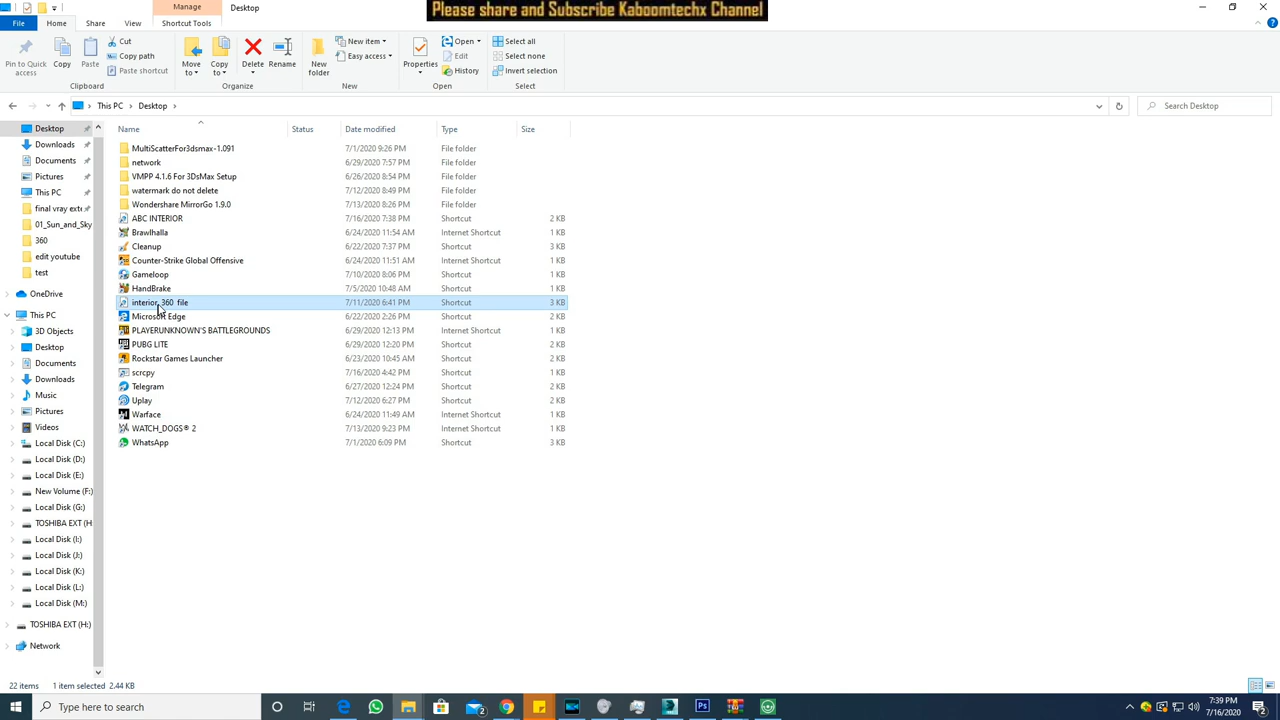 Manage
Desktop
Please share and Subscribe Kaboomtechx Channel
File
Home
Share
View
Shortcut Tools
Pin to Quick access
Copy
Paste
Cut
Copy path
Paste shortcut
Clipboard
Move to
Copy to
Delete
Rename
Organize
New folder
New item
Easy access
New
Properties
Open
Edit
History
Open
Select all
Select none
Invert selection
Select
This PC > Desktop >
Search Desktop
Name Status Date modified Type Size
MultiScatterFor3dsmax-1.091 7/1/2020 9:26 PM File folder
network 6/29/2020 7:57 PM File folder
VMPP 4.1.6 For 3DsMax Setup 6/26/2020 8:54 PM File folder
watermark do not delete 7/12/2020 8:49 PM File folder
Wondershare MirrorGo 1.9.0 7/13/2020 8:26 PM File folder
ABC INTERIOR 7/16/2020 7:38 PM Shortcut 2 KB
Brawlhalla 6/24/2020 11:54 AM Internet Shortcut 1 KB
Cleanup 6/22/2020 7:37 PM Shortcut 3 KB
Counter-Strike Global Offensive 6/24/2020 11:51 AM Internet Shortcut 1 KB
Gameloop 7/10/2020 8:06 PM Shortcut 2 KB
HandBrake 7/5/2020 10:48 AM Shortcut 1 KB
interior_360 file 7/11/2020 6:41 PM Shortcut 3 KB
Microsoft Edge 6/22/2020 2:26 PM Shortcut 2 KB
PLAYERUNKNOWN'S BATTLEGROUNDS 6/29/2020 12:13 PM Internet Shortcut 1 KB
PUBG LITE 6/29/2020 12:20 PM Shortcut 2 KB
Rockstar Games Launcher 6/23/2020 10:45 AM Shortcut 2 KB
scrcpy 7/16/2020 4:42 PM Shortcut 1 KB
Telegram 6/27/2020 12:24 PM Shortcut 2 KB
Uplay 7/12/2020 6:27 PM Shortcut 2 KB
Warface 6/24/2020 11:49 AM Internet Shortcut 1 KB
WATCH_DOGS® 2 7/13/2020 9:23 PM Internet Shortcut 1 KB
WhatsApp 7/1/2020 6:09 PM Shortcut 3 KB
Desktop
Downloads
Documents
Pictures
This PC
final vray exte
01_Sun_and_Sky
360
edit youtube
test
OneDrive
This PC
3D Objects
Desktop
Documents
Downloads
Music
Pictures
Videos
Local Disk (C:)
Local Disk (D:)
Local Disk (E:)
New Volume (F:)
Local Disk (G:)
TOSHIBA EXT (H
Local Disk (I:)
Local Disk (J:)
Local Disk (K:)
Local Disk (L:)
Local Disk (M:)
TOSHIBA EXT (H:)
Network
22 items 1 item selected 2.44 KB
Type here to search
2
7:39 PM
7/16/2020